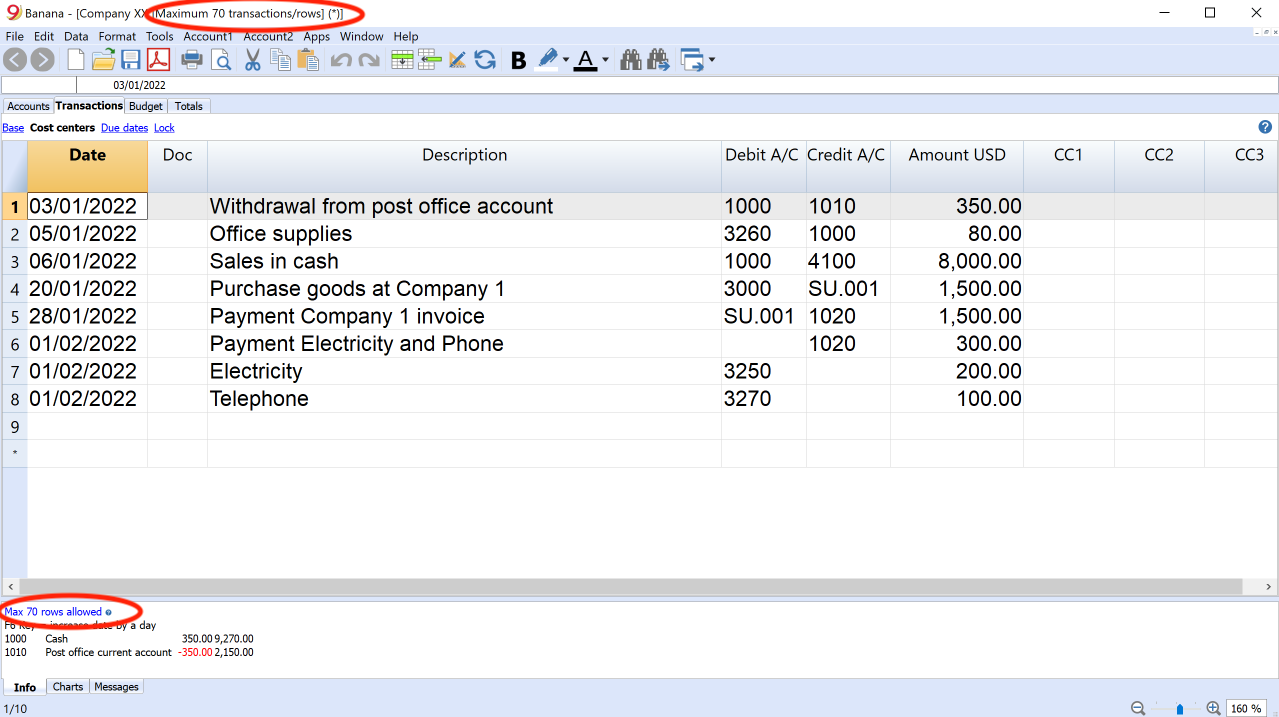 Banana - [Company XX [Maximum 70 transactions/rows] (*)]
File Edit Data Format Tools Account1 Account2 Apps Window Help
B A
03/01/2022
Accounts Transactions Budget Totals
Base Cost centers Due dates Lock ?
Date Doc Description Debit A/C Credit A/C Amount USD CC1 CC2 CC3
1 03/01/2022 Withdrawal from post office account 1000 1010 350.00
2 05/01/2022 Office supplies 3260 1000 80.00
3 06/01/2022 Sales in cash 1000 4100 8,000.00
4 20/01/2022 Purchase goods at Company 1 3000 SU.001 1,500.00
5 28/01/2022 Payment Company 1 invoice SU.001 1020 1,500.00
6 01/02/2022 Payment Electricity and Phone 1020 300.00
7 01/02/2022 Electricity 3250 200.00
8 01/02/2022 Telephone 3270 100.00
9
*
Max 70 rows allowed
F6 Key = increase date by a day
1000 Cash 350.00 9,270.00
1010 Post office current account -350.00 2,150.00
Info Charts Messages
1/10 160 %